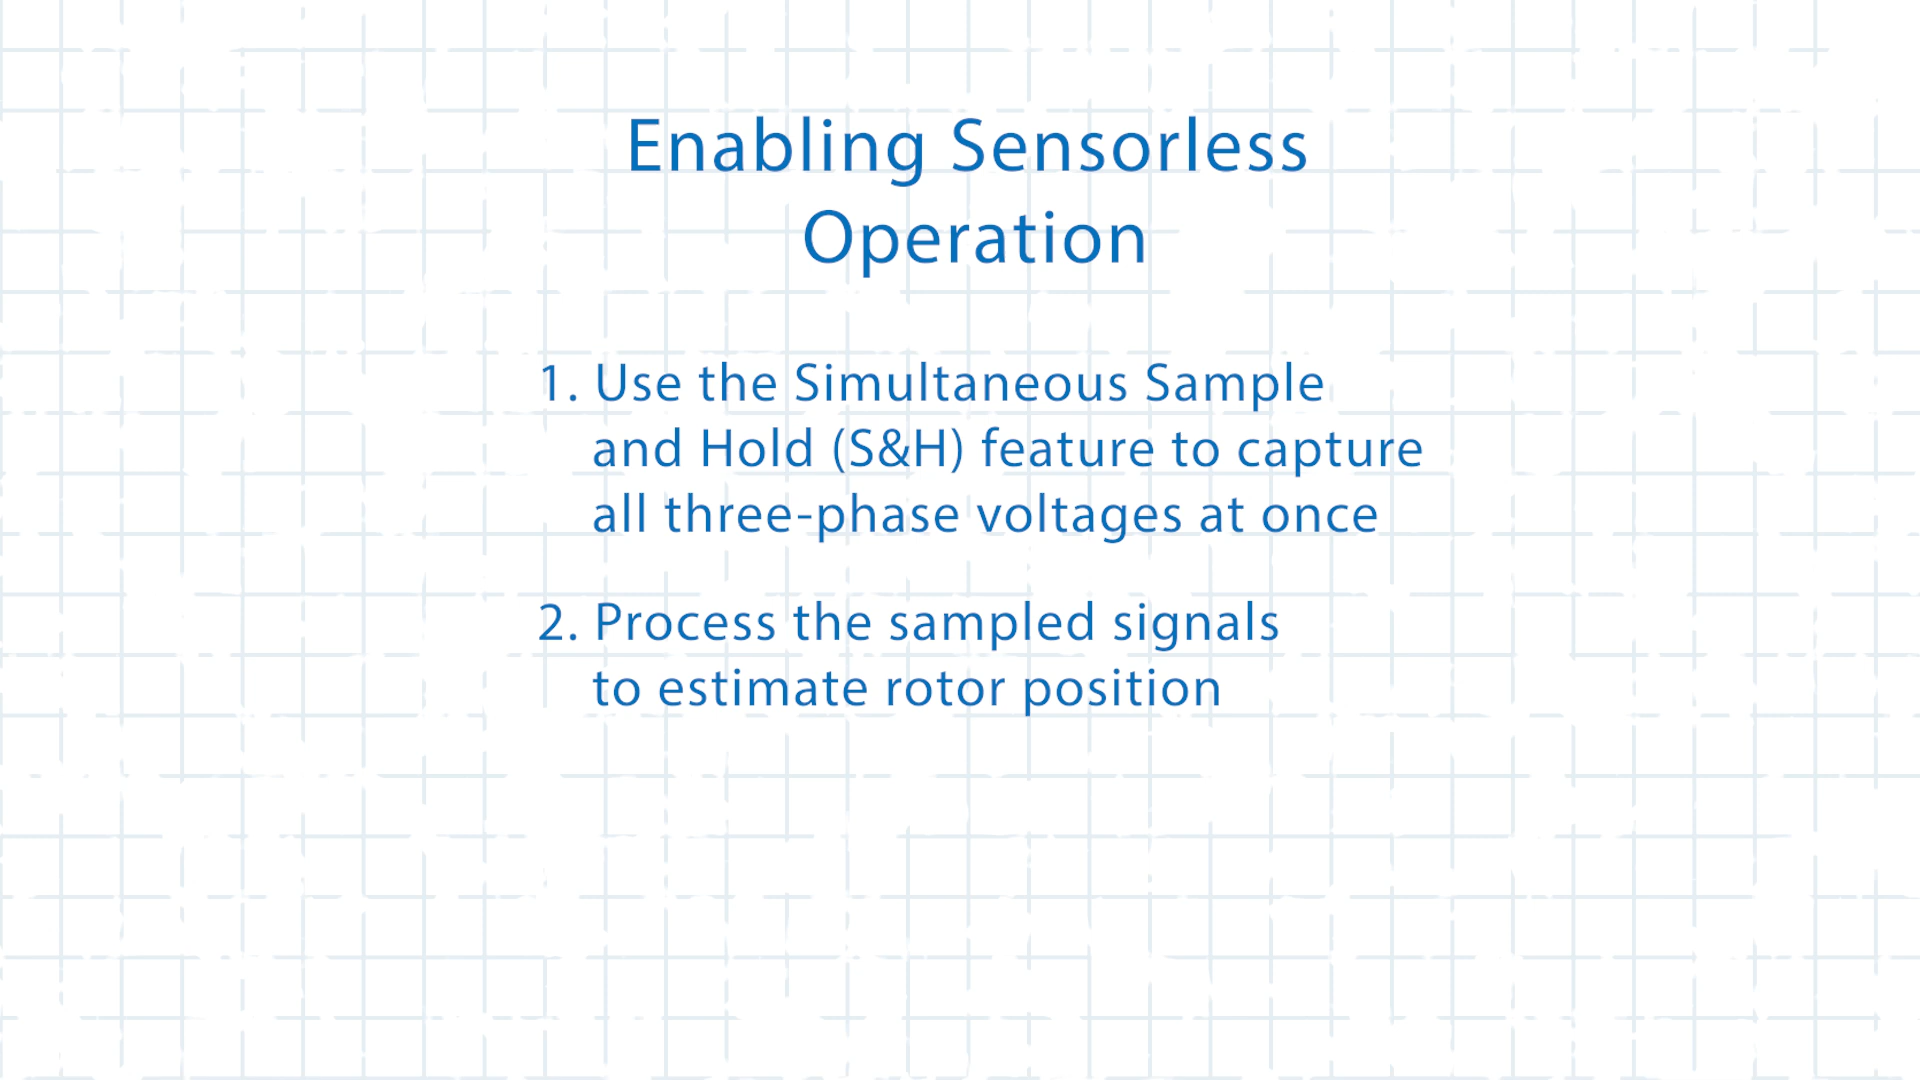 Enabling Sensorless
Operation
1. Use the Simultaneous Sample
and Hold (S&H) feature to capture
all three-phase voltages at once
2. Process the sampled signals
to estimate rotor position